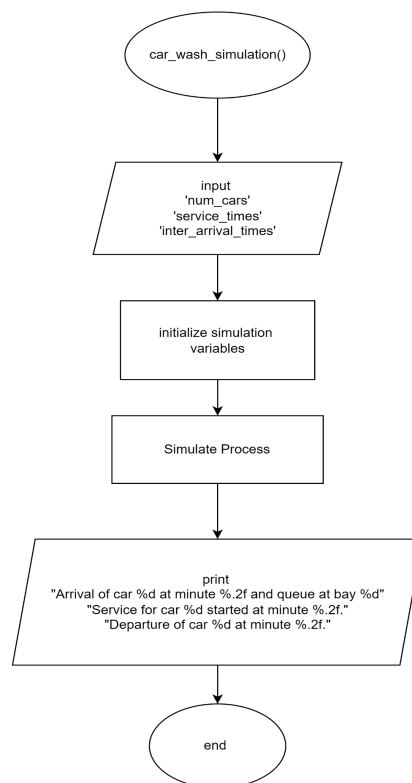 car_wash_simulation()
input
'num_cars'
'service_times'
'inter_arrival_times'
initialize simulation
variables
Simulate Process
print
"Arrival of car %d at minute %.2f and queue at bay %d"
"Service for car %d started at minute %.2f."
"Departure of car %d at minute %.2f."
end